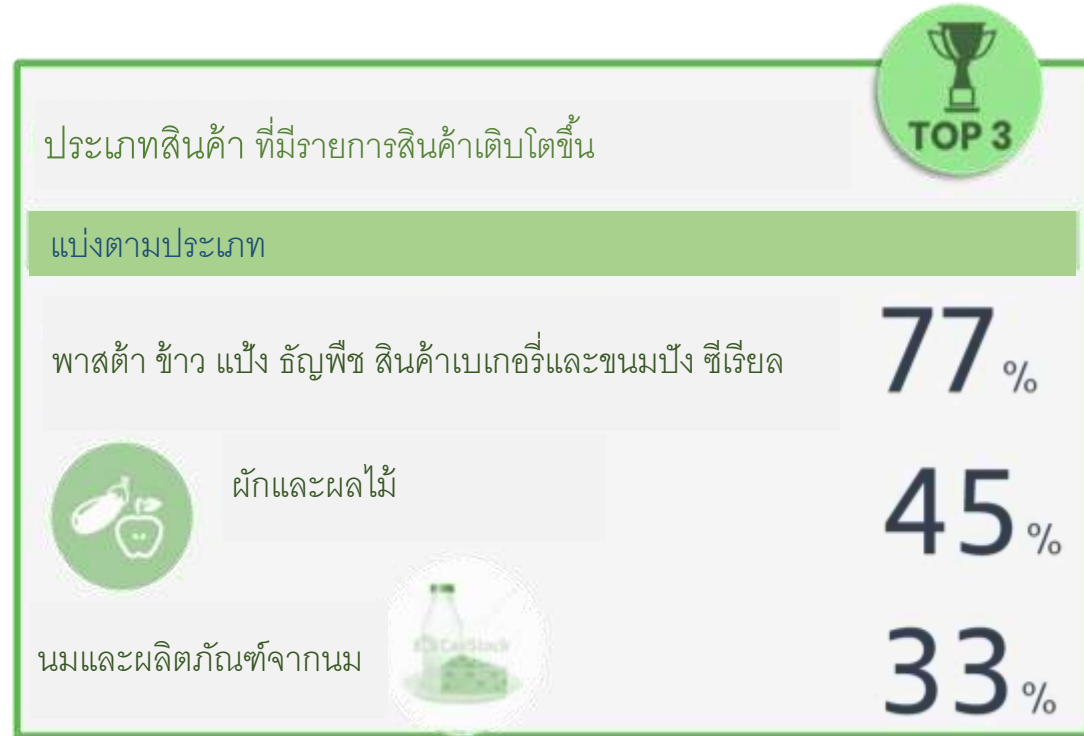 TOP 3
ประเภทสินค้า ที่มีรายการสินค้าเติบโตขึ้น
แบ่งตามประเภท
พาสต้า ข้าว แป้ง ธัญพืช สินค้าเบเกอรี่และขนมปัง ซีเรียล 77%
ผักและผลไม้ 45%
นมและผลิตภัณฑ์จากนม 33%